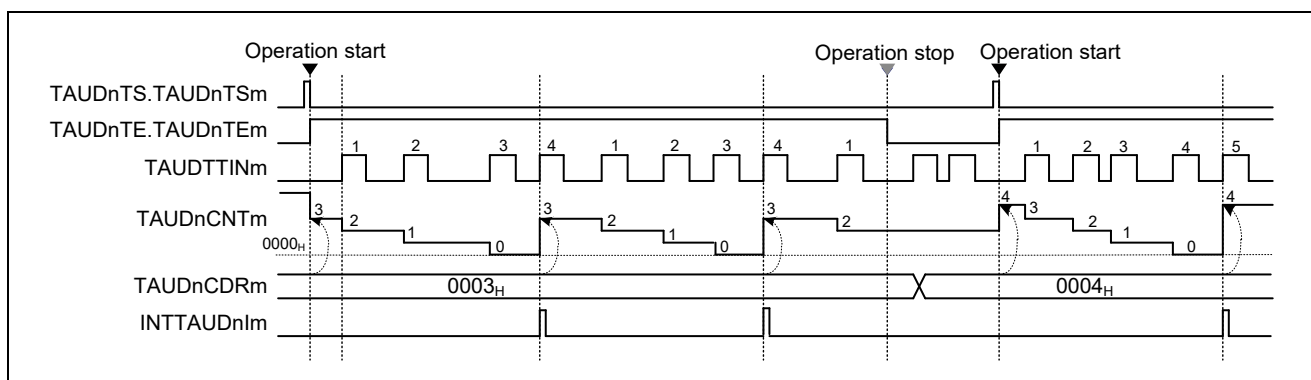 Operation start Operation stop Operation start
TAUDnTS.TAUDnTSm
TAUDnTE.TAUDnTEm
1 2 3 4 1 2 3 4 1 1 2 3 4 5
TAUDTTINm
TAUDnCNTm
3 2 1 0 3 2 1 0 3 2 4 3 2 1 0 4
0000H
TAUDnCDRm
0003H 0004H
INTTAUDnIm